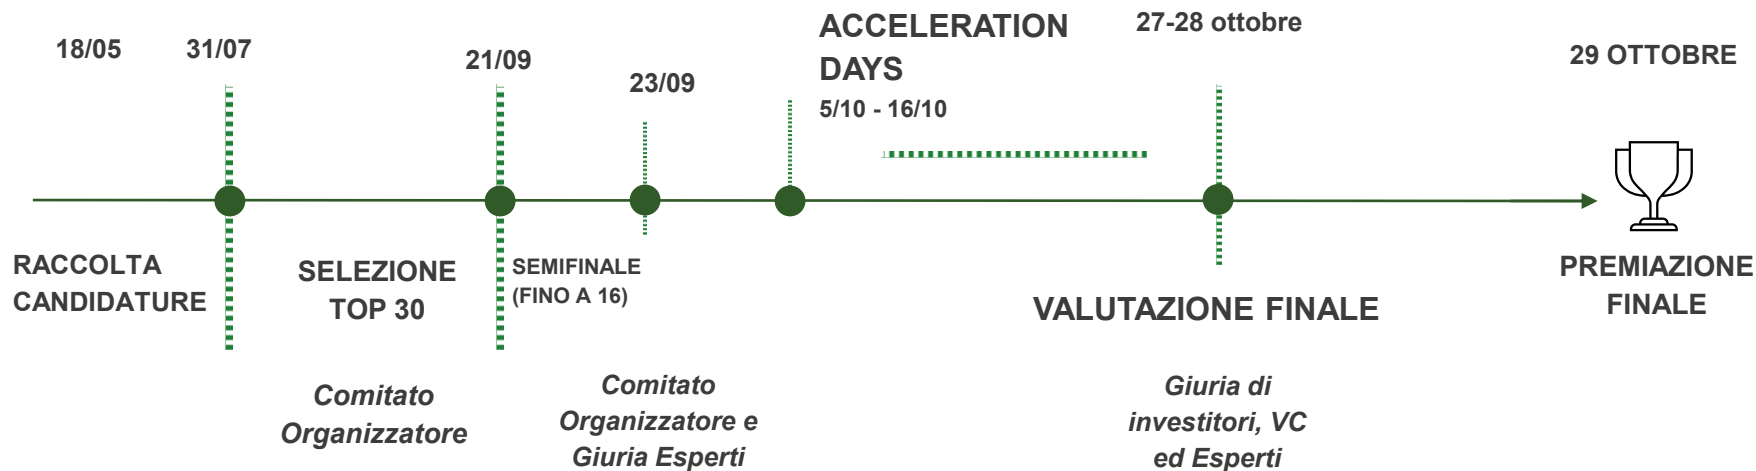 18/05
31/07
21/09
23/09
ACCELERATION
DAYS
5/10 - 16/10
27-28 ottobre
29 OTTOBRE
RACCOLTA
CANDIDATURE
SELEZIONE
TOP 30
SEMIFINALE
(FINO A 16)
VALUTAZIONE FINALE
PREMIAZIONE
FINALE
Comitato
Organizzatore
Comitato
Organizzatore e
Giuria Esperti
Giuria di
investitori, VC
ed Esperti